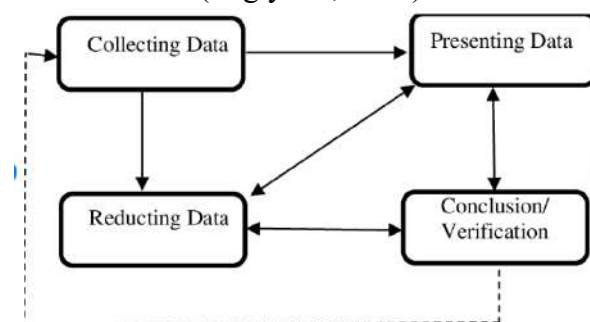 Collecting Data
Presenting Data
Reducting Data
Conclusion/
Verification